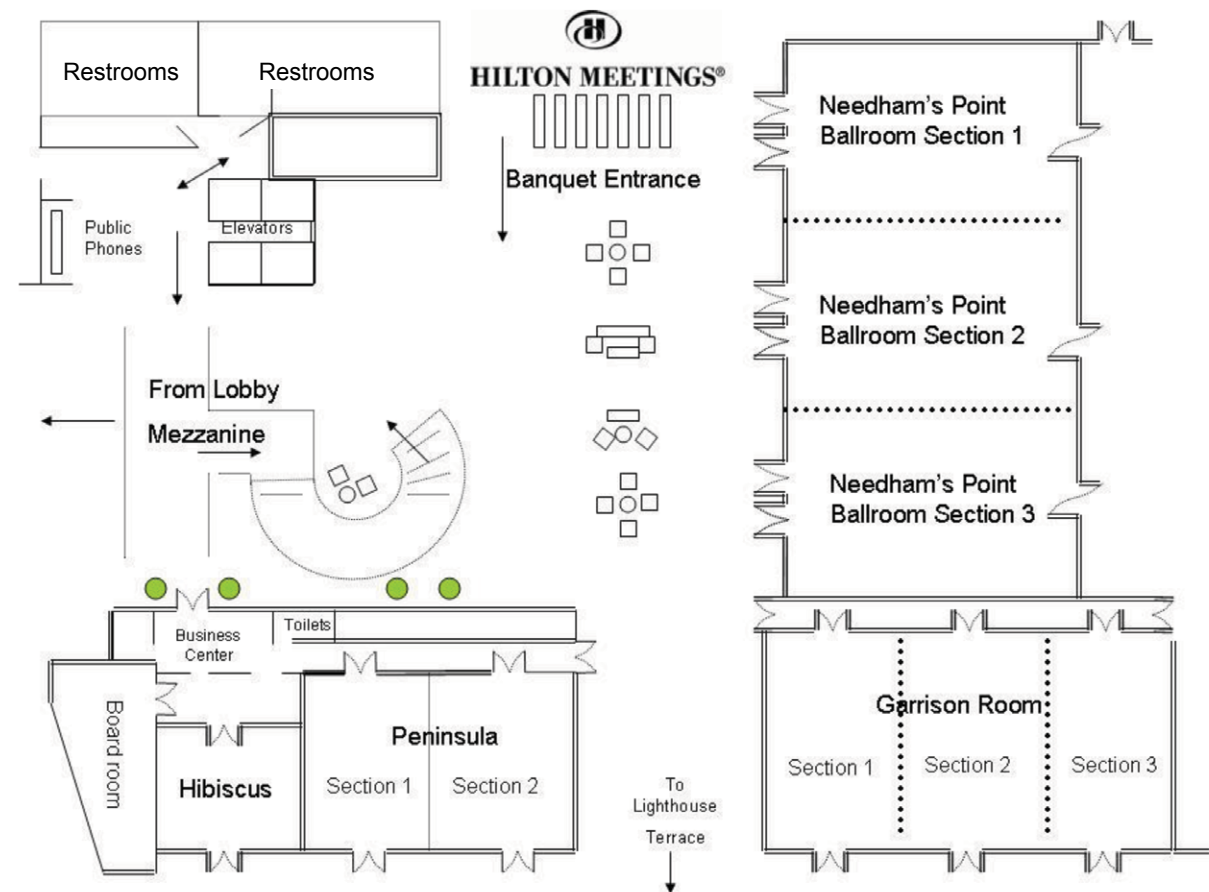 Restrooms
Restrooms
HILTON MEETINGS®
Banquet Entrance
Public
Phones
Elevators
From Lobby
Mezzanine
Needham's Point
Ballroom Section 1
Needham's Point
Ballroom Section 2
Needham's Point
Ballroom Section 3
Business
Center
Toilets
Board room
Hibiscus
Peninsula
Section 1
Section 2
To
Lighthouse
Terrace
Garrison Room
Section 1
Section 2
Section 3